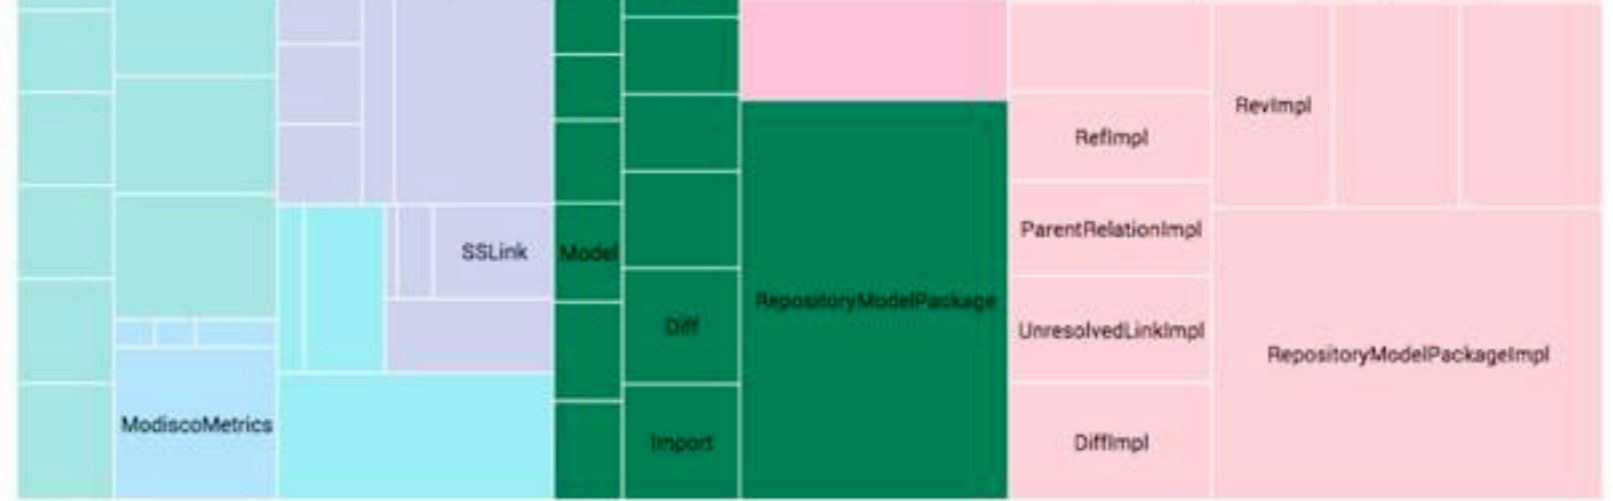 RevImpl
RefImpl
ParentRelationImpl
SSLink
Model
RepositoryModelPackage
Diff
UnresolvedLinkImpl
RepositoryModelPackageImpl
ModiscoMetrics
Import
DiffImpl